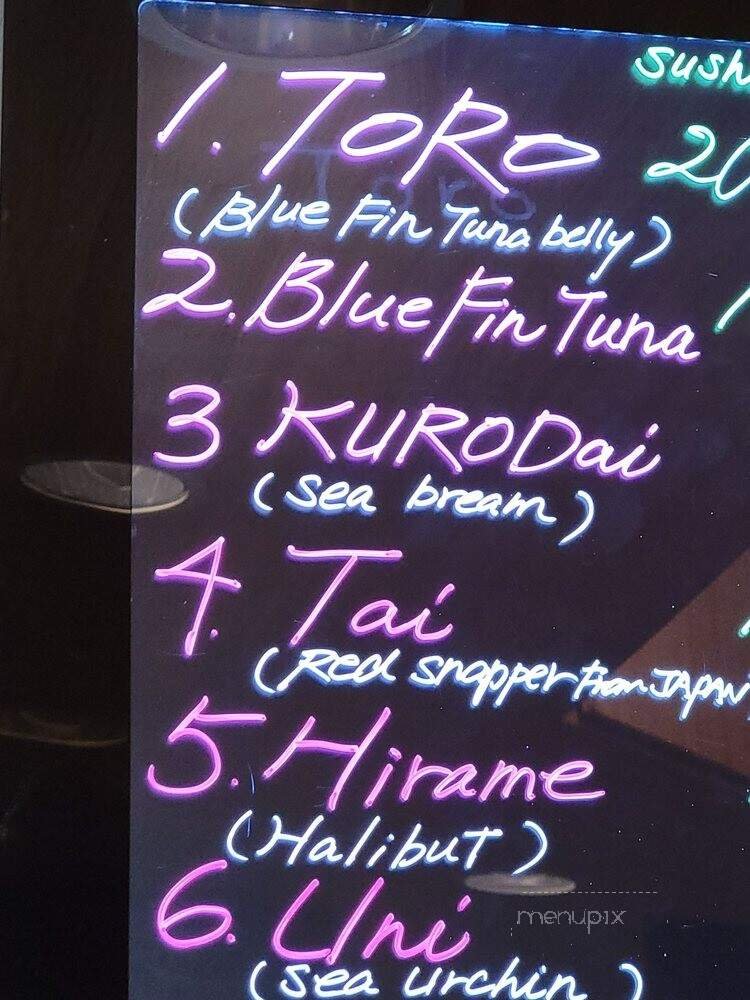 sush
1. TORO 20
(Blue Fin Tuna belly)
2. Blue Fin Tuna
3 KURODai
(sea bream)
4. Tai
(Red snapper from JAPAN
5. Hirame
(HalibuT)
6. Uni
(sea urchin)
menupix